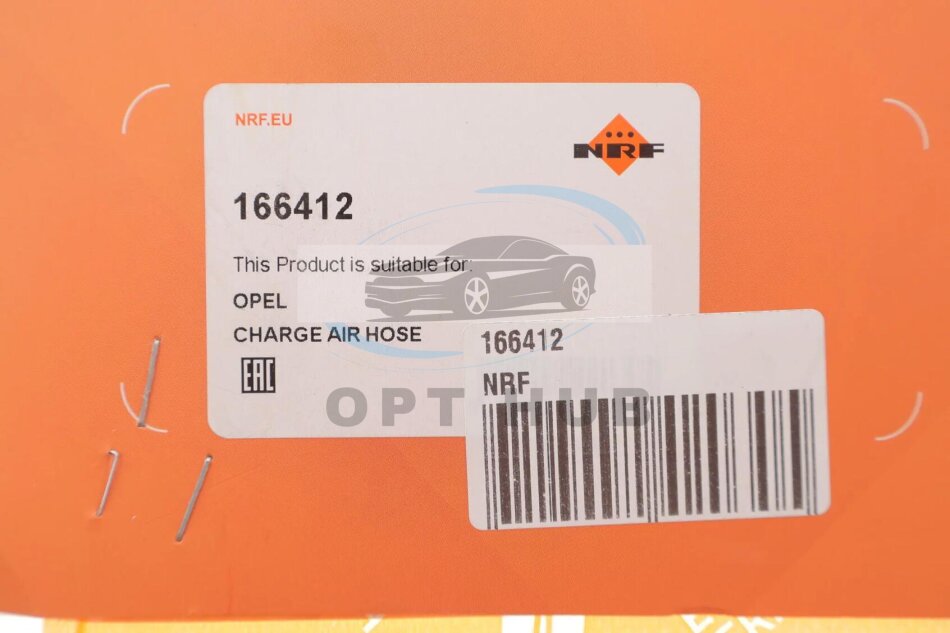 NRF.EU
NRF
166412
This Product is suitable for:
OPEL
CHARGE AIR HOSE
EAC
166412
NRF
OPT HUB